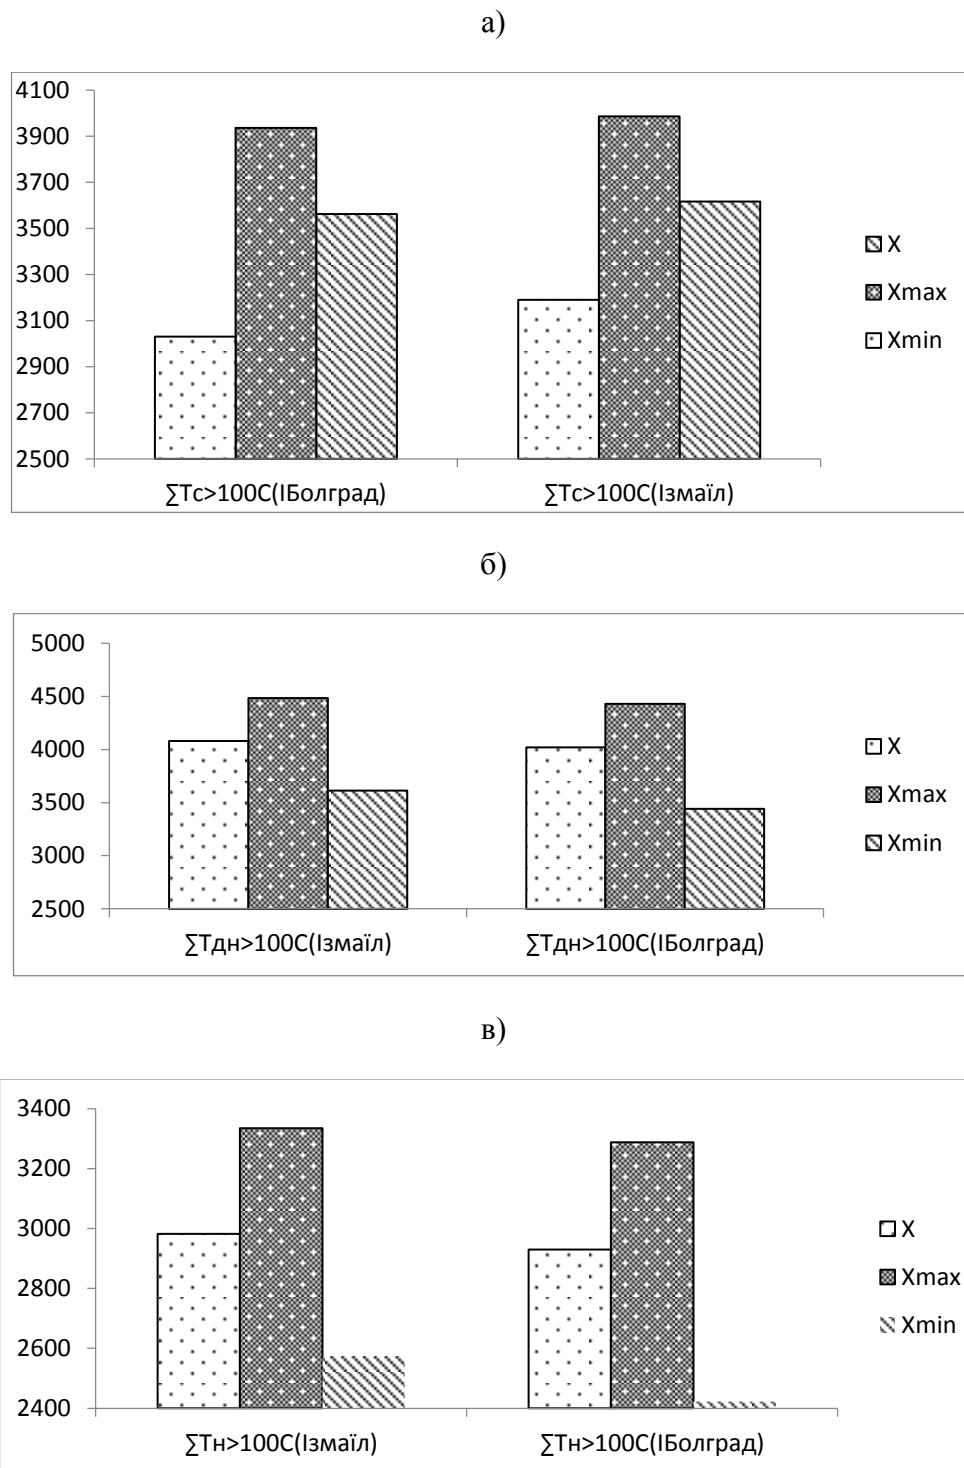 а)
4100
3900
3700
3500
3300
3100
2900
2700
2500
X
Xmax
Xmin
∑Тс>100С(ІБолград) ∑Тс>100С(Ізмаїл)
б)
5000
4500
4000
3500
3000
2500
X
Xmax
Xmin
∑Тдн>100С(Ізмаїл) ∑Тдн>100С(ІБолград)
в)
3400
3200
3000
2800
2600
2400
X
Xmax
Xmin
∑Тн>100С(Ізмаїл) ∑Тн>100С(ІБолград)